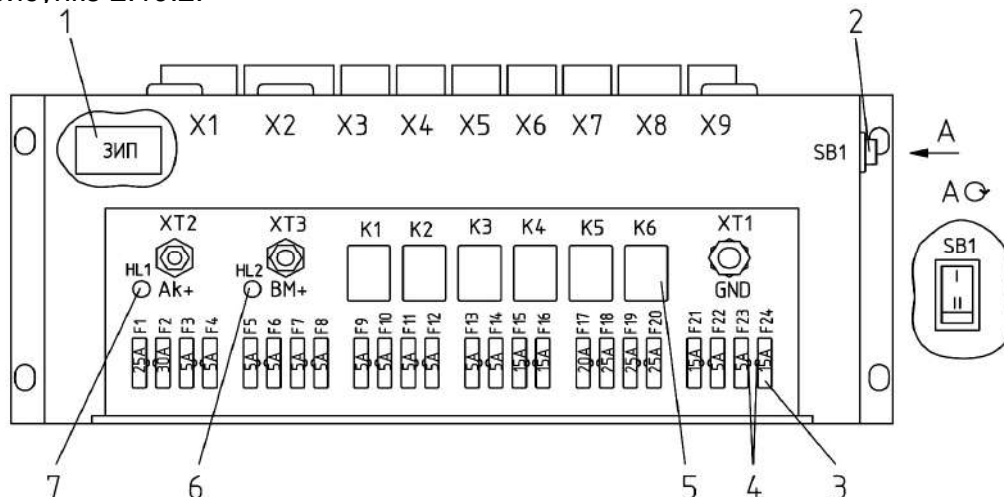 1 2
X1 X2 X3 X4 X5 X6 X7 X8 X9
ЗИП
SB1
A
A
SB1
I
II
XT2 XT3 K1 K2 K3 K4 K5 K6 XT1
HL1 Ak+ HL2 BM+ GND
F1 F2 F3 F4 F5 F6 F7 F8 F9 F10 F11 F12 F13 F14 F15 F16 F17 F18 F19 F20 F21 F22 F23 F24
25A 30A 5A 5A 5A 5A 5A 5A 5A 5A 5A 5A 5A 5A 15A 15A 20A 25A 25A 25A 15A 5A 5A 15A
7 6 5 4 3